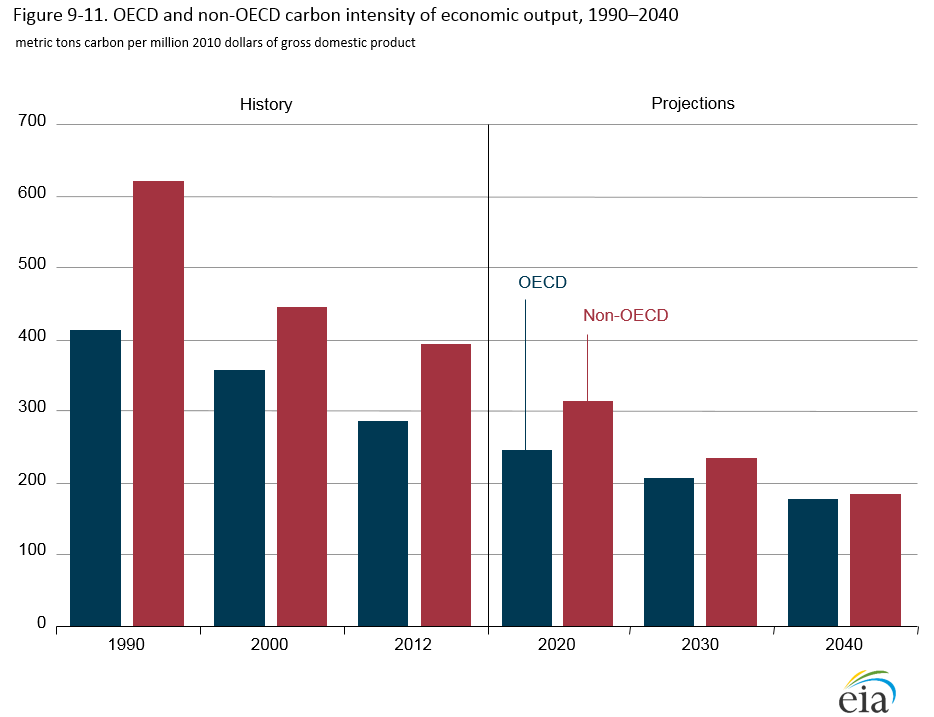 Figure 9-11. OECD and non-OECD carbon intensity of economic output, 1990–2040
metric tons carbon per million 2010 dollars of gross domestic product
History
Projections
700
600
500
OECD
Non-OECD
400
300
200
100
0
1990 2000 2012 2020 2030 2040
eia